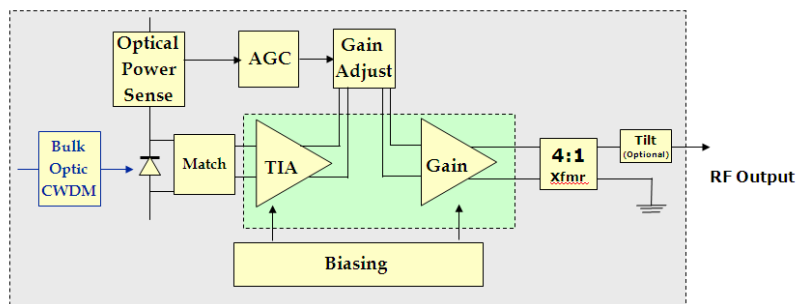 Optical
Power
Sense
AGC
Gain
Adjust
Bulk
Optic
CWDM
Match
TIA
Gain
4:1
Xfmr
Tilt
(Optional)
RF Output
Biasing